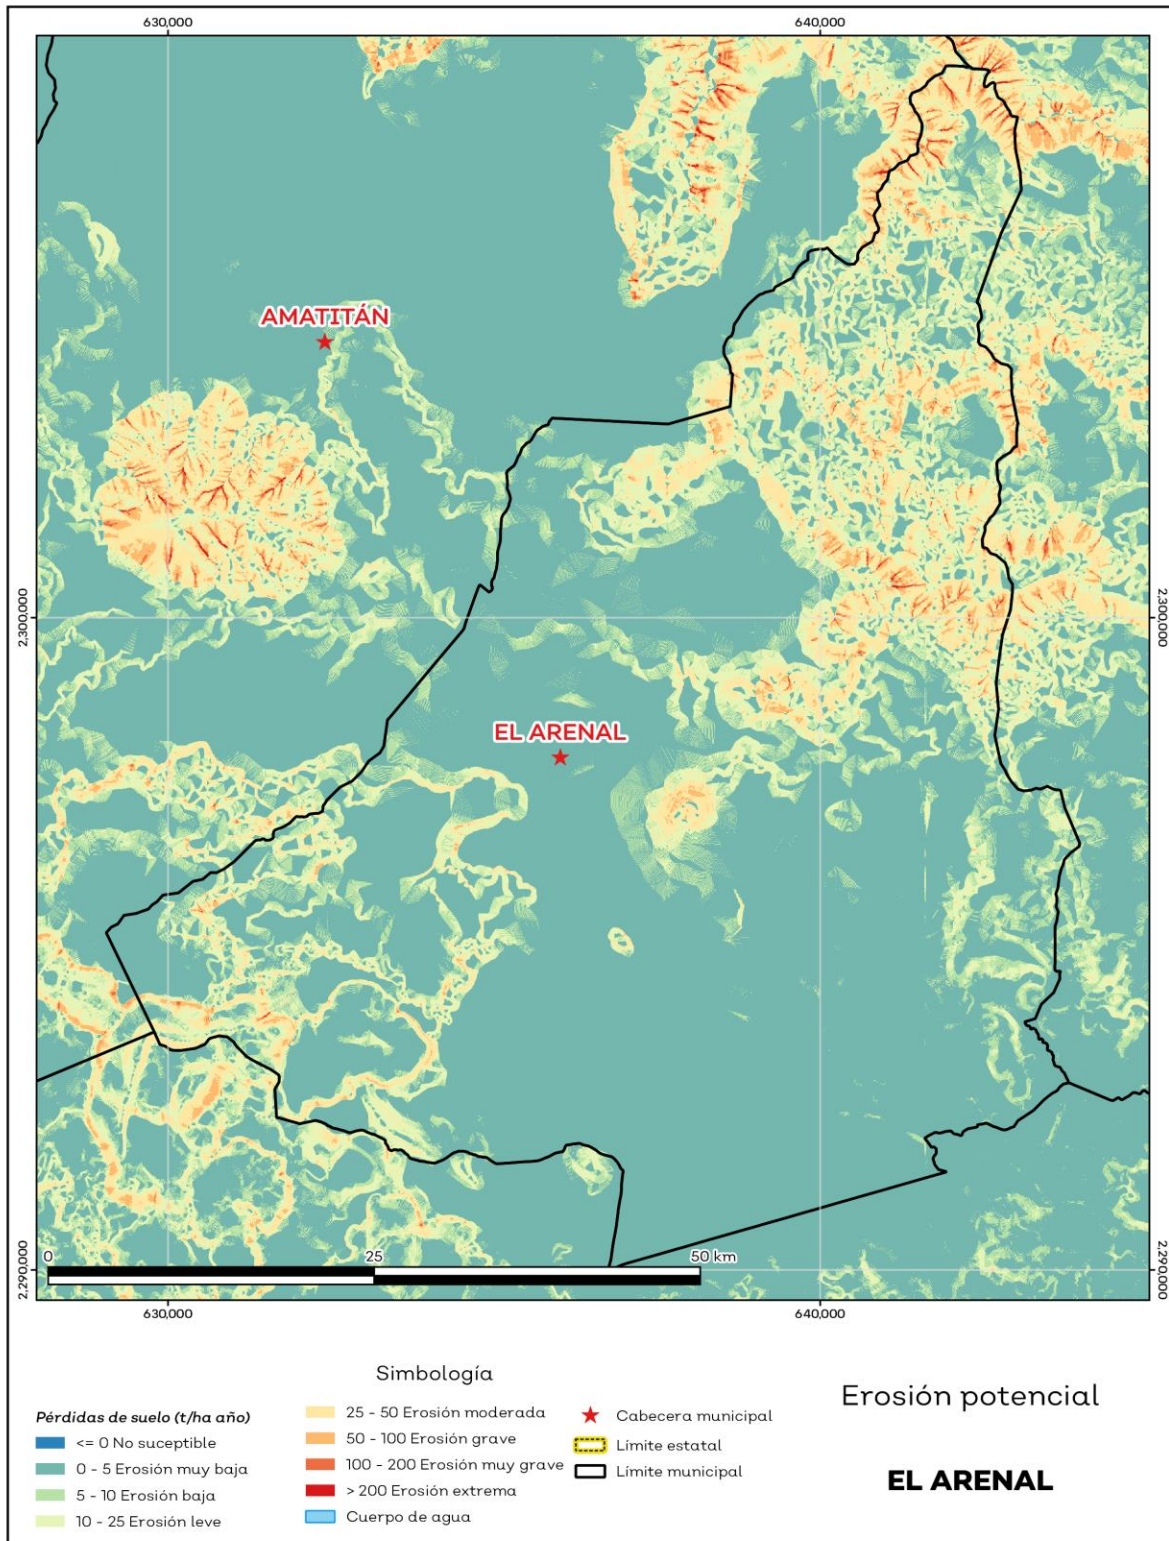 630,000 640,000
AMATITÁN
2,300,000 2,300,000
EL ARENAL
0 25 50 km
2,290,000 2,290,000
630,000 640,000
Simbología
Pérdidas de suelo (t/ha año)
<= 0 No suceptible
0 - 5 Erosión muy baja
5 - 10 Erosión baja
10 - 25 Erosión leve
25 - 50 Erosión moderada
50 - 100 Erosión grave
100 - 200 Erosión muy grave
> 200 Erosión extrema
Cuerpo de agua
Cabecera municipal
Límite estatal
Límite municipal
Erosión potencial
EL ARENAL